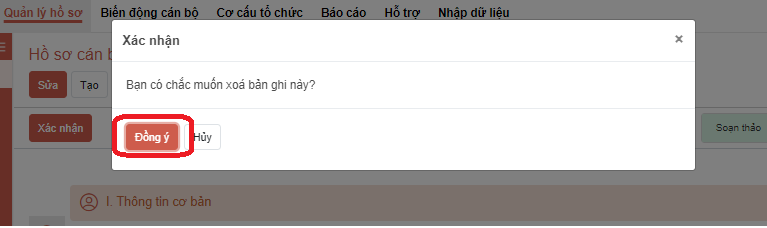 Quản lý hồ sơ Biến động cán bộ Cơ cấu tổ chức Báo cáo Hỗ trợ Nhập dữ liệu
Hồ sơ cán b
Xác nhận ×
Bạn có chắc muốn xoá bản ghi này?
Sửa Tạo
Xác nhận Đồng ý Hủy Soạn thảo
I. Thông tin cơ bản